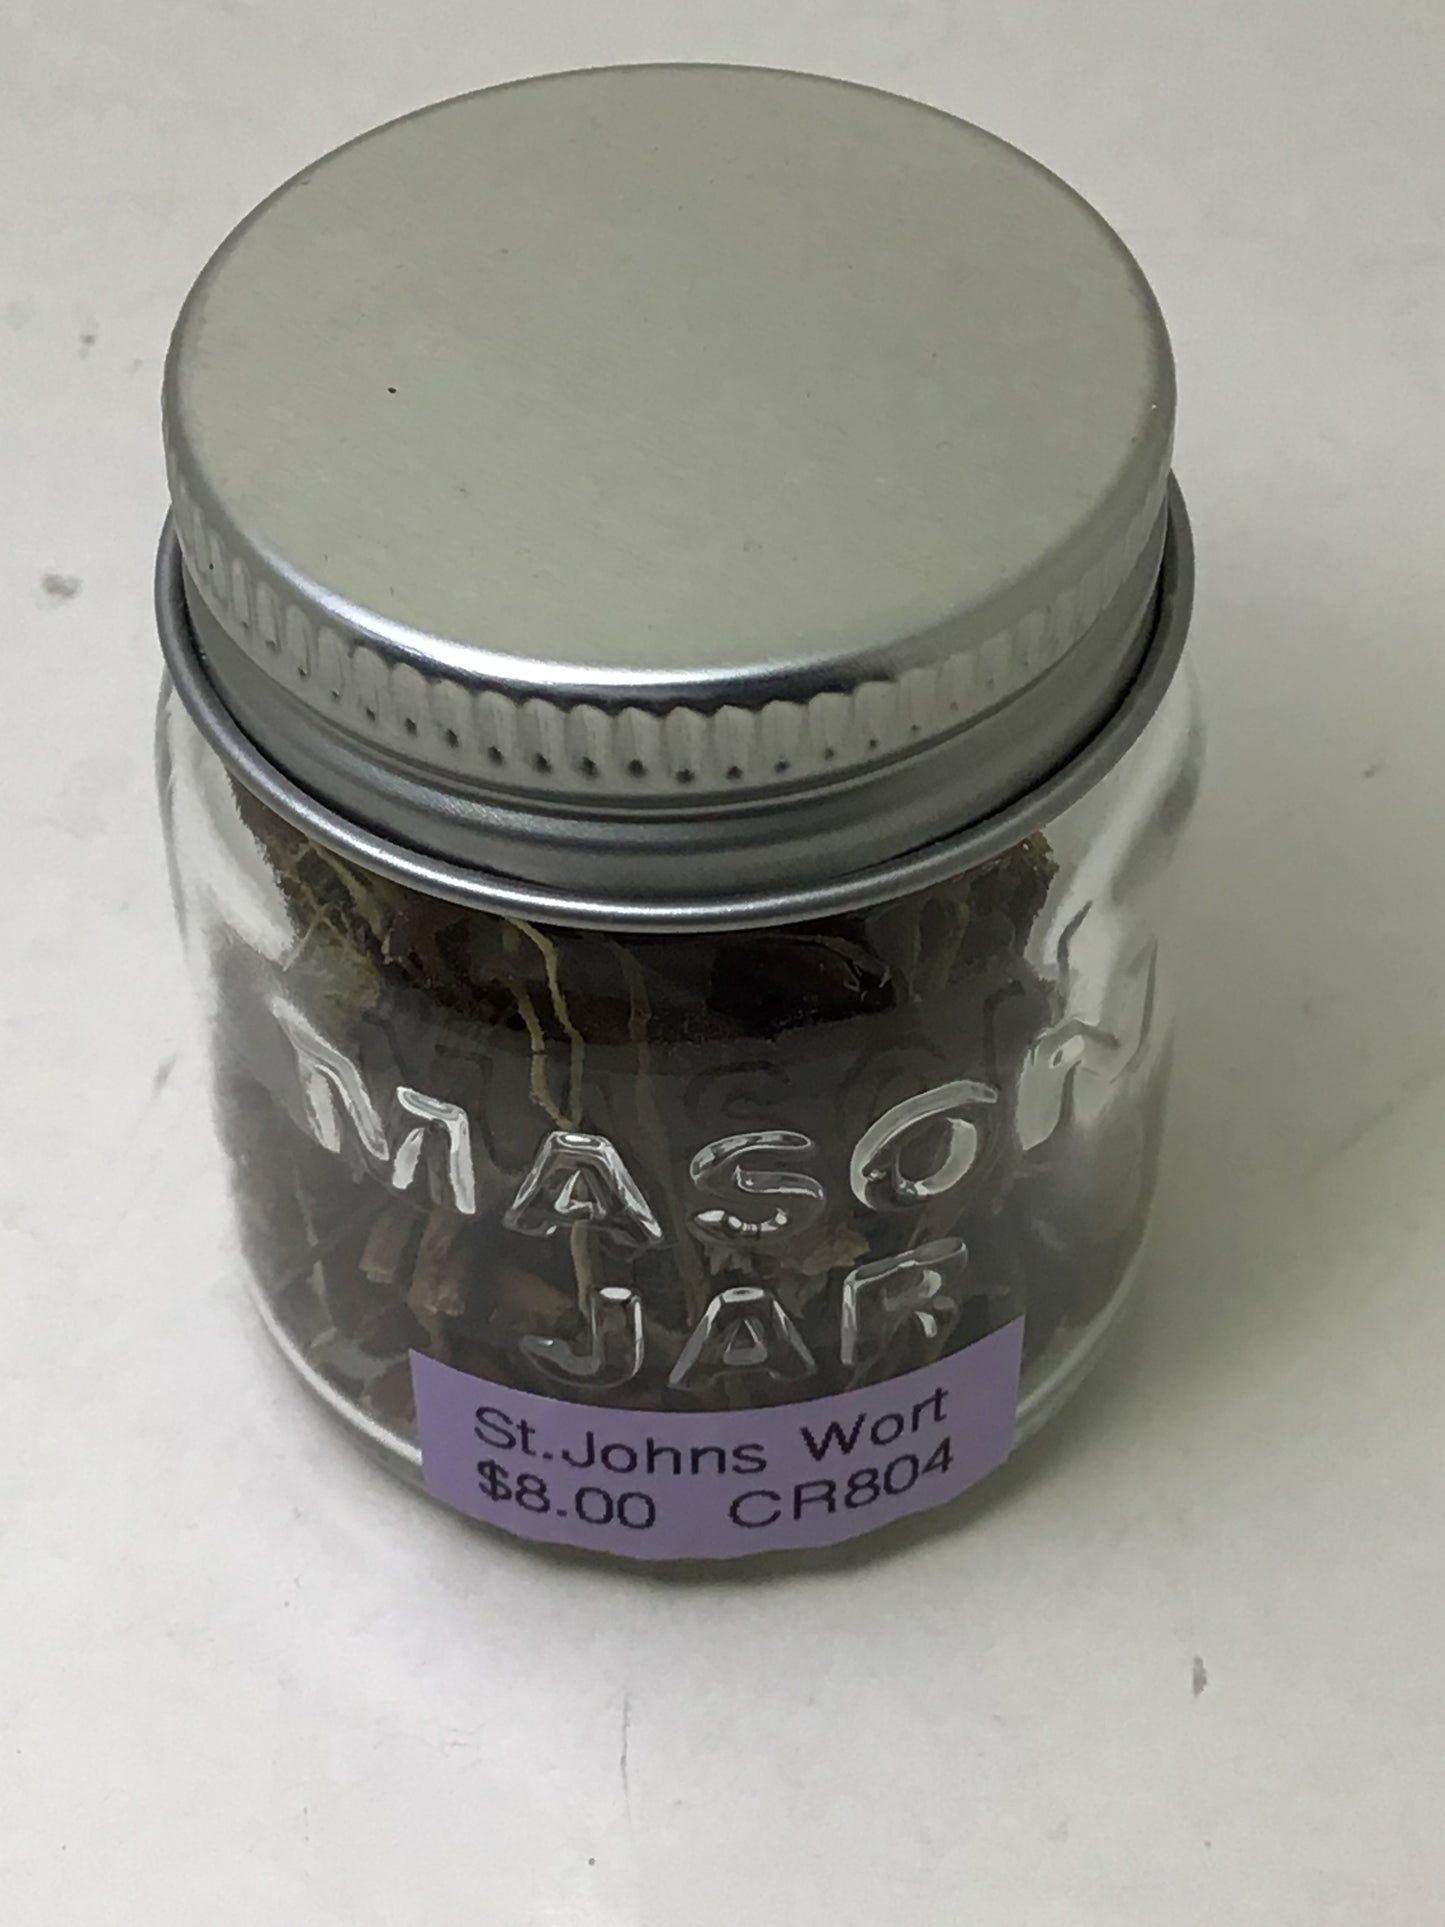 MASON
JAR
St.Johns Wort
$8.00 CR804